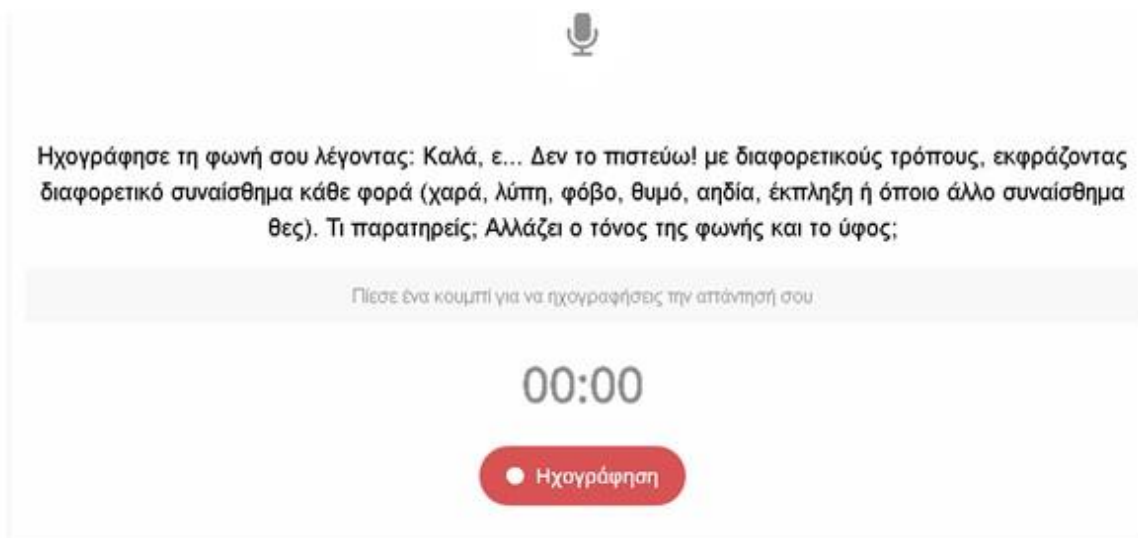 Ηχογράφησε τη φωνή σου λέγοντας: Καλά, ε... Δεν το πιστεύω! με διαφορετικούς τρόπους, εκφράζοντας
διαφορετικό συναίσθημα κάθε φορά (χαρά, λύπη, φόβο, θυμό, αηδία, έκπληξη ή όποιο άλλο συναίσθημα
θες). Τι παρατηρείς; Αλλάζει ο τόνος της φωνής και το ύφος;
Πίεσε ένα κουμπί για να ηχογραφήσεις την απάντησή σου
00:00
Ηχογράφηση